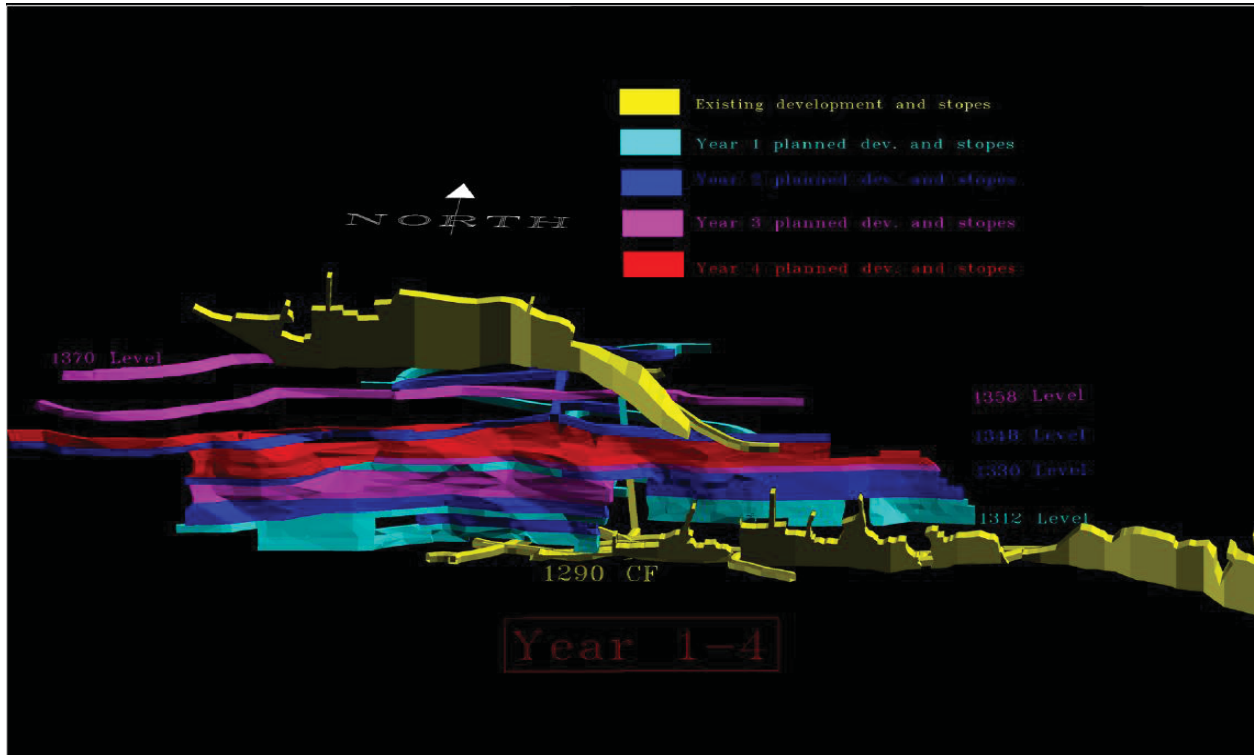 Existing development and stopes
Year 1 planned dev. and stopes
Year 2 planned dev. and stopes
Year 3 planned dev. and stopes
Year 4 planned dev. and stopes
NORTH
1370 Level
1358 Level
1348 Level
1330 Level
1312 Level
1290 CF
Year 1-4